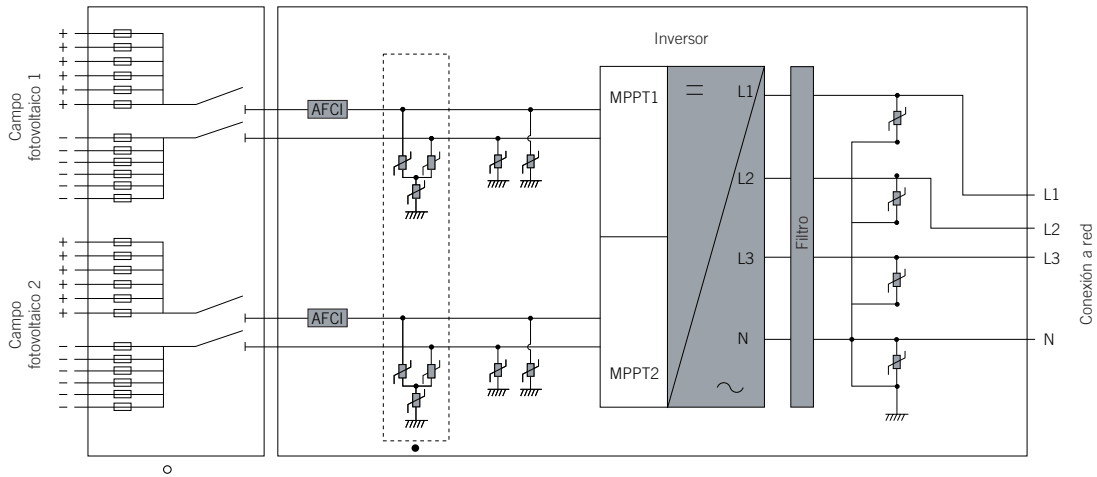 Inversor
Campo
fotovoltaico 1
+
+
+
+
+
+
−
−
−
−
−
−
AFCI
MPPT1
=
L1
L2
L3
N
Filtro
L1
L2
L3
N
Conexión a red
Campo
fotovoltaico 2
+
+
+
+
+
+
−
−
−
−
−
−
AFCI
MPPT2
~